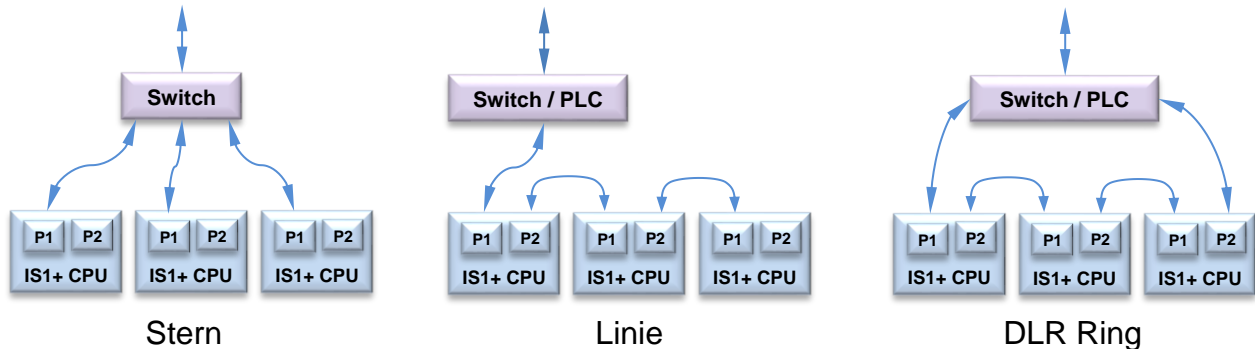 Switch
Switch / PLC
Switch / PLC
P1 P2 P1 P2 P1 P2
IS1+ CPU IS1+ CPU IS1+ CPU
P1 P2 P1 P2 P1 P2
IS1+ CPU IS1+ CPU IS1+ CPU
P1 P2 P1 P2 P1 P2
IS1+ CPU IS1+ CPU IS1+ CPU
Stern
Linie
DLR Ring